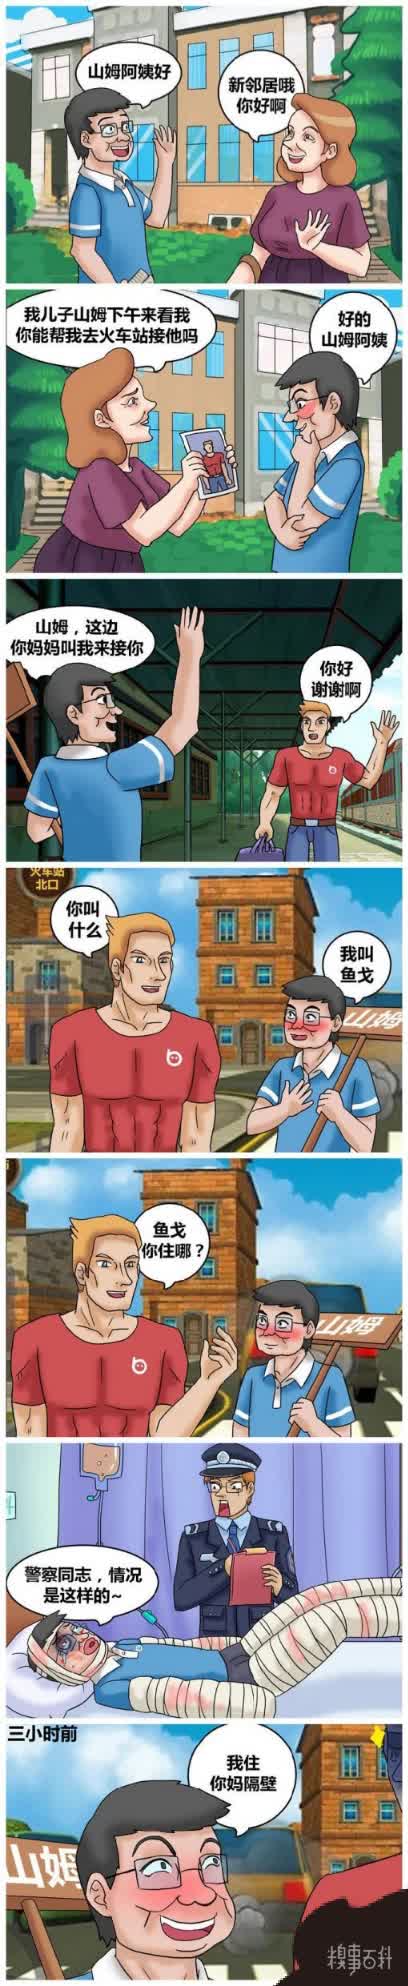 山姆阿姨好
新邻居哦
你好啊
我儿子山姆下午来看我
你能帮我去火车站接他吗
好的
山姆阿姨
山姆，这边
你妈妈叫我来接你
你好
谢谢啊
火车站
北口
你叫
什么
我叫
鱼戈
山姆
鱼戈
你住哪？
山姆
警察同志，情况
是这样的~
三小时前
我住
你妈隔壁
山姆
糗事百科